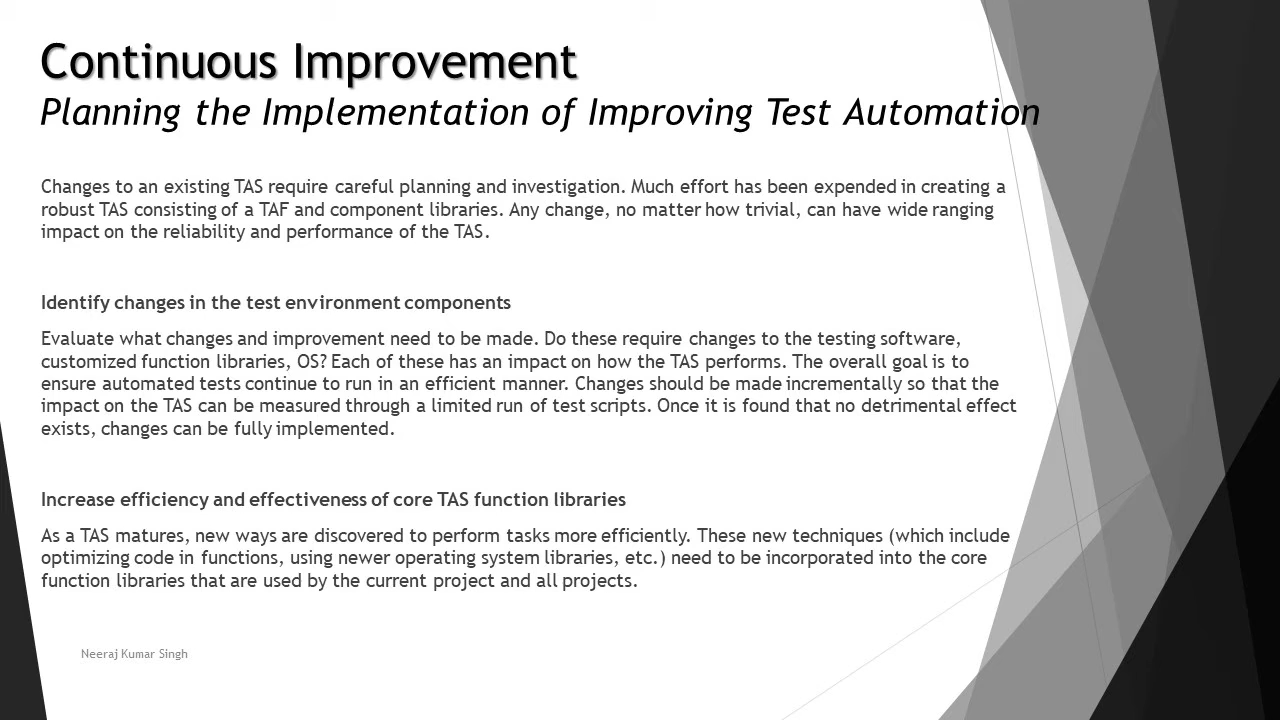 Continuous Improvement
Planning the Implementation of Improving Test Automation
Changes to an existing TAS require careful planning and investigation. Much effort has been expended in creating a
robust TAS consisting of a TAF and component libraries. Any change, no matter how trivial, can have wide ranging
impact on the reliability and performance of the TAS.
Identify changes in the test environment components
Evaluate what changes and improvement need to be made. Do these require changes to the testing software,
customized function libraries, OS? Each of these has an impact on how the TAS performs. The overall goal is to
ensure automated tests continue to run in an efficient manner. Changes should be made incrementally so that the
impact on the TAS can be measured through a limited run of test scripts. Once it is found that no detrimental effect
exists, changes can be fully implemented.
Increase efficiency and effectiveness of core TAS function libraries
As a TAS matures, new ways are discovered to perform tasks more efficiently. These new techniques (which include
optimizing code in functions, using newer operating system libraries, etc.) need to be incorporated into the core
function libraries that are used by the current project and all projects.
Neeraj Kumar Singh